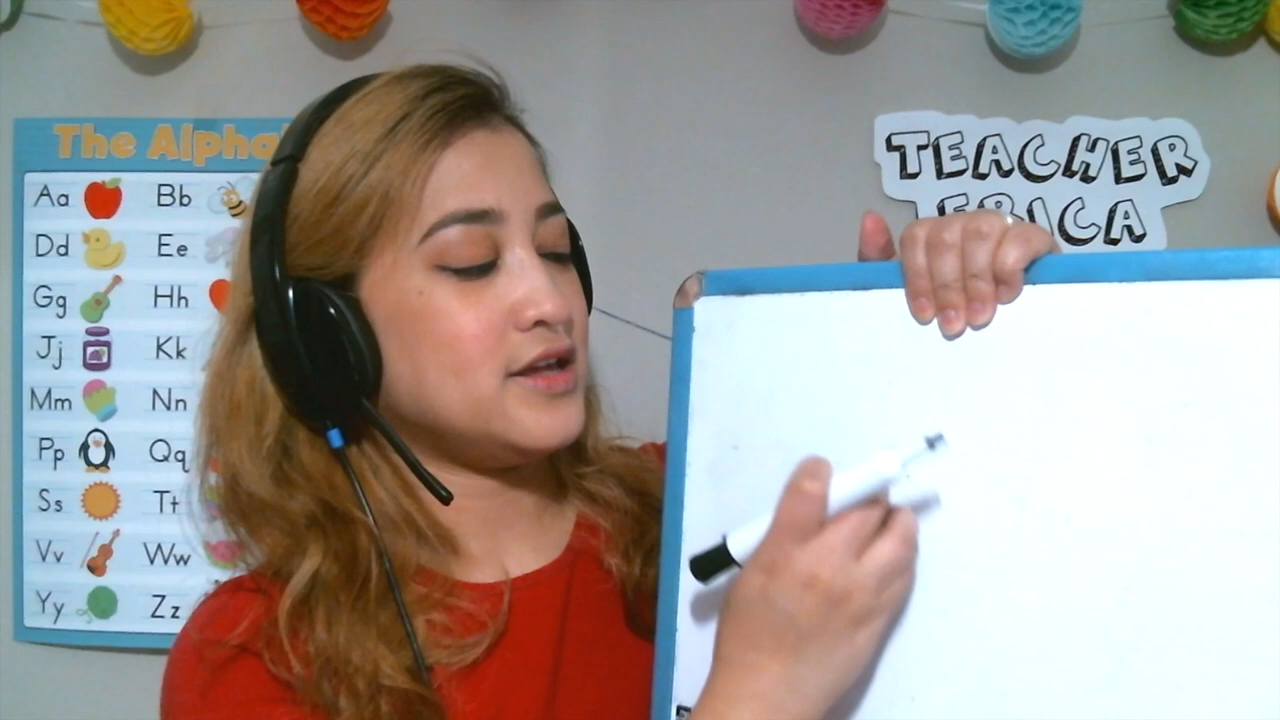 The Alpha
Aa Bb
Dd Ee
Gg Hh
Jj Kk
Mm Nn
Pp Qq
Ss Tt
Vv Ww
Yy Zz
TEACHER
ERICA